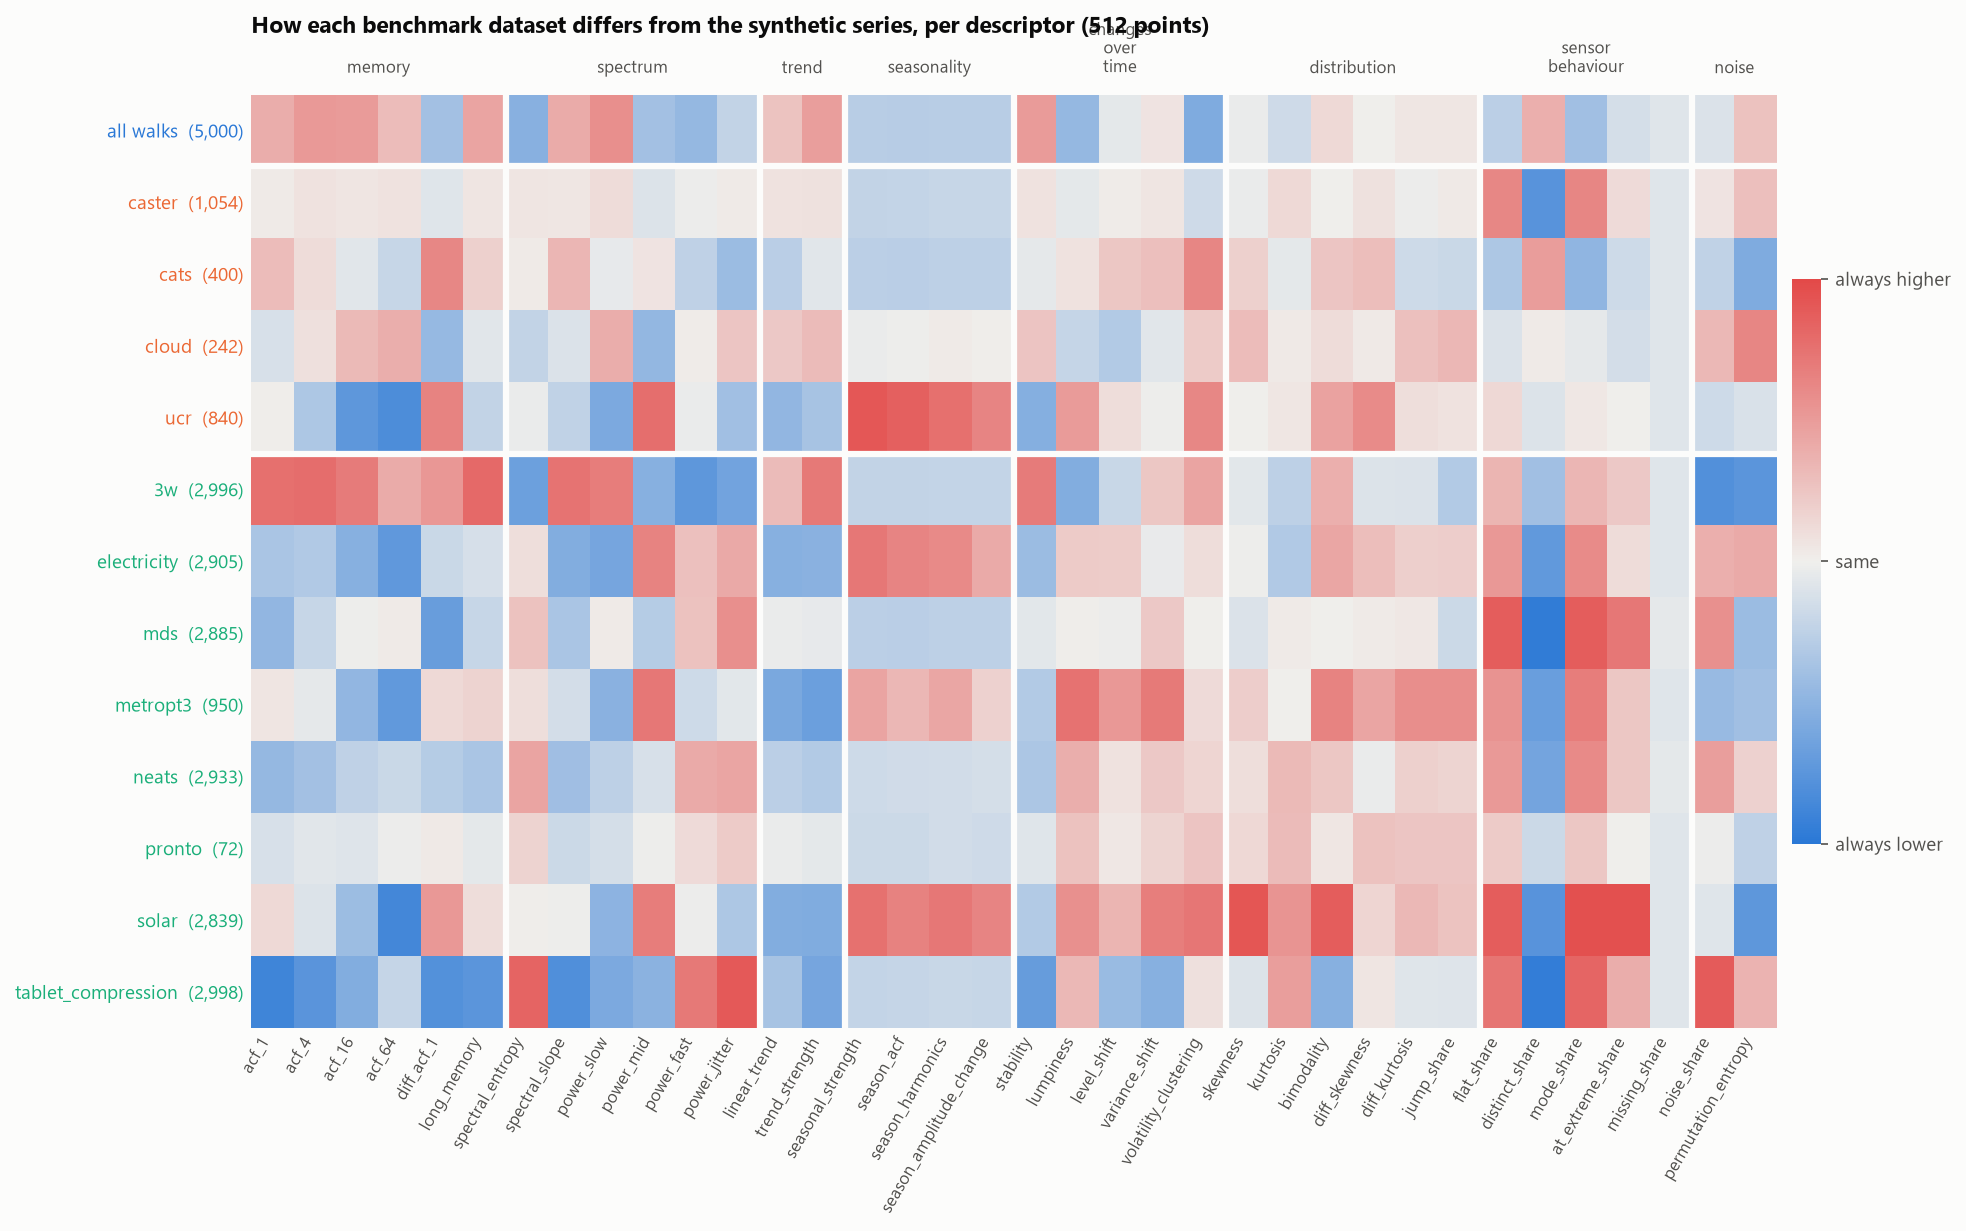 How each benchmark dataset differs from the synthetic series, per descriptor (512 points)
memory
spectrum
trend
seasonality
changes
over
time
distribution
sensor
behaviour
noise
all walks (5,000)
caster (1,054)
cats (400)
cloud (242)
ucr (840)
3w (2,996)
electricity (2,905)
mds (2,885)
metropt3 (950)
neats (2,933)
pronto (72)
solar (2,839)
tablet_compression (2,998)
always higher
same
always lower
acf_1
acf_4
acf_16
acf_64
diff_acf_1
long_memory
spectral_entropy
spectral_slope
power_slow
power_mid
power_fast
power_jitter
linear_trend
trend_strength
seasonal_strength
season_acf
season_harmonics
season_amplitude_change
stability
lumpiness
level_shift
variance_shift
volatility_clustering
skewness
kurtosis
bimodality
diff_skewness
diff_kurtosis
jump_share
flat_share
distinct_share
mode_share
at_extreme_share
missing_share
noise_share
permutation_entropy